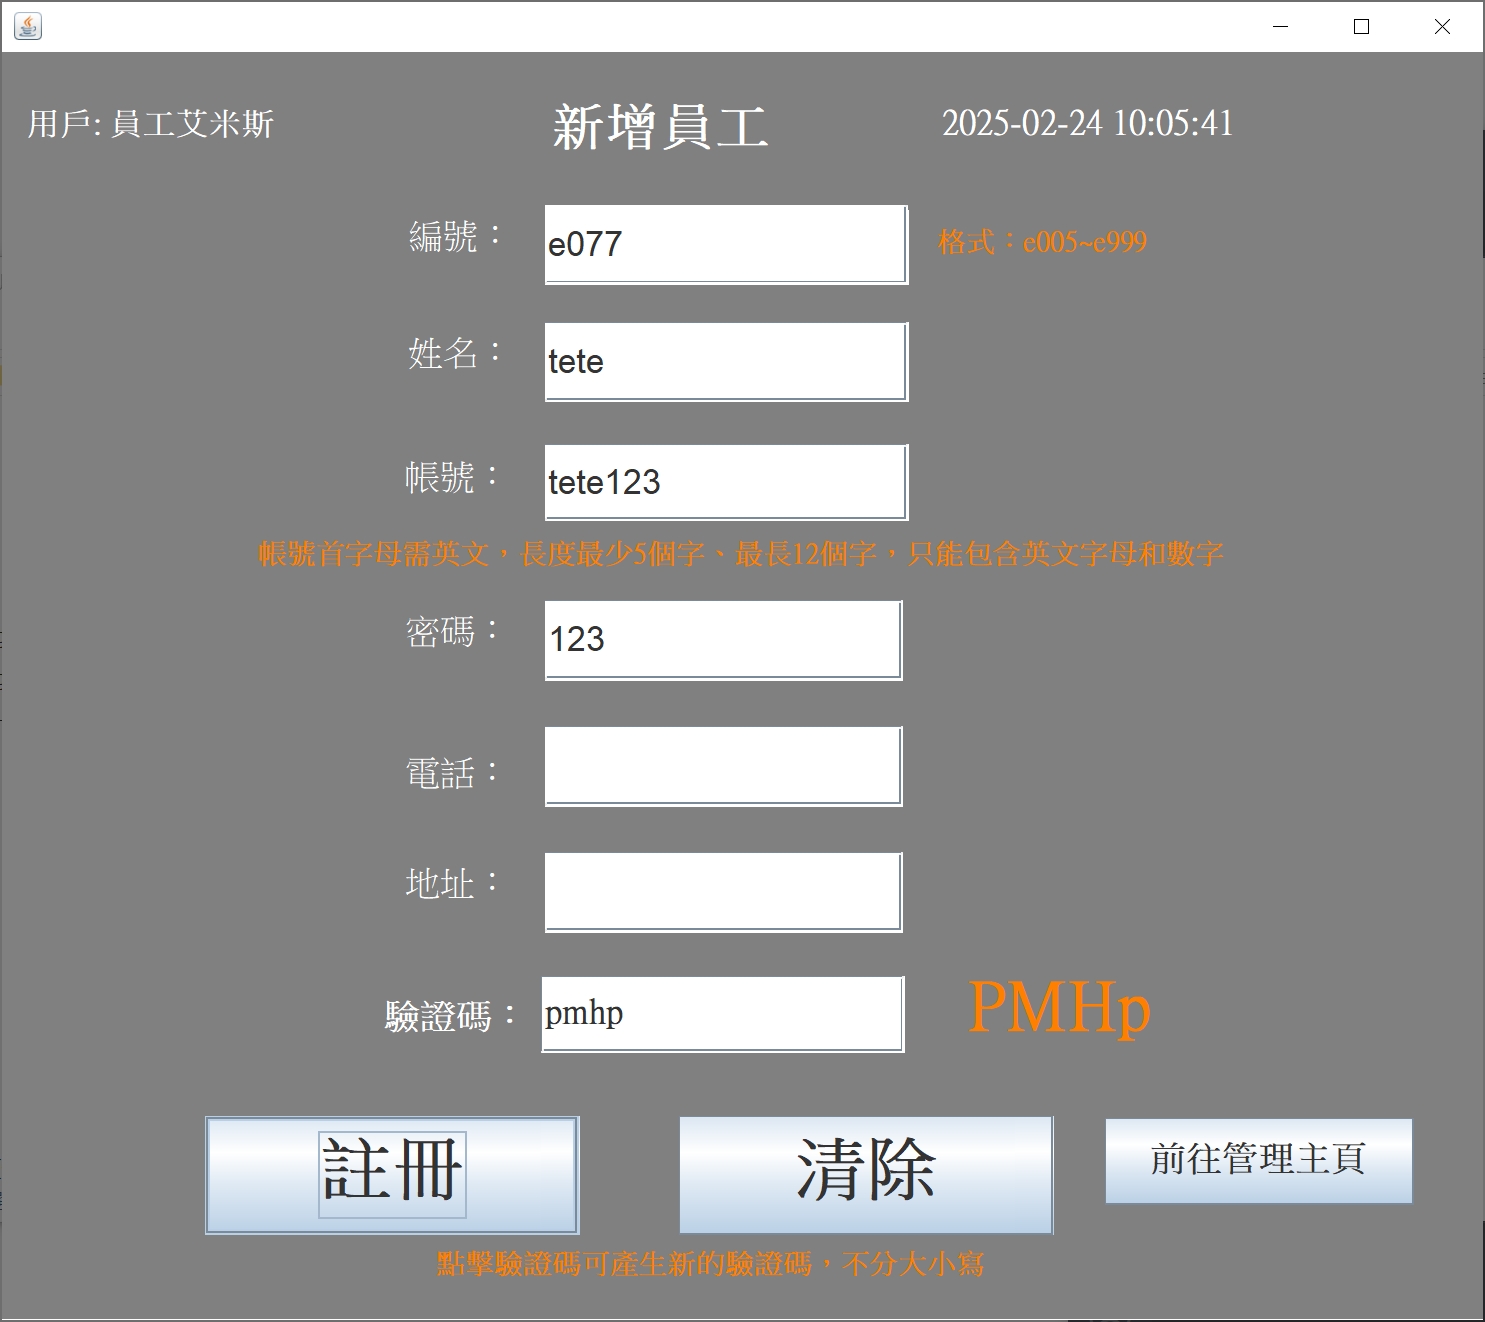 用戶: 員工艾米斯
新增員工
2025-02-24 10:05:41
編號：
e077
格式：e005~e999
姓名：
tete
帳號：
tete123
帳號首字母需英文，長度最少5個字、最長12個字，只能包含英文字母和數字
密碼：
123
電話：
地址：
驗證碼：
pmhp
PMHp
註冊
清除
前往管理主頁
點擊驗證碼可產生新的驗證碼，不分大小寫